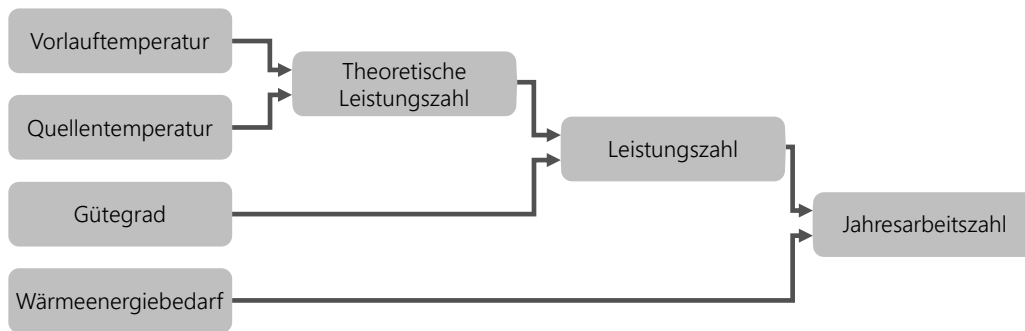 Vorlauftemperatur
Quellentemperatur
Gütegrad
Wärmeenergiebedarf
Theoretische
Leistungszahl
Leistungszahl
Jahresarbeitszahl